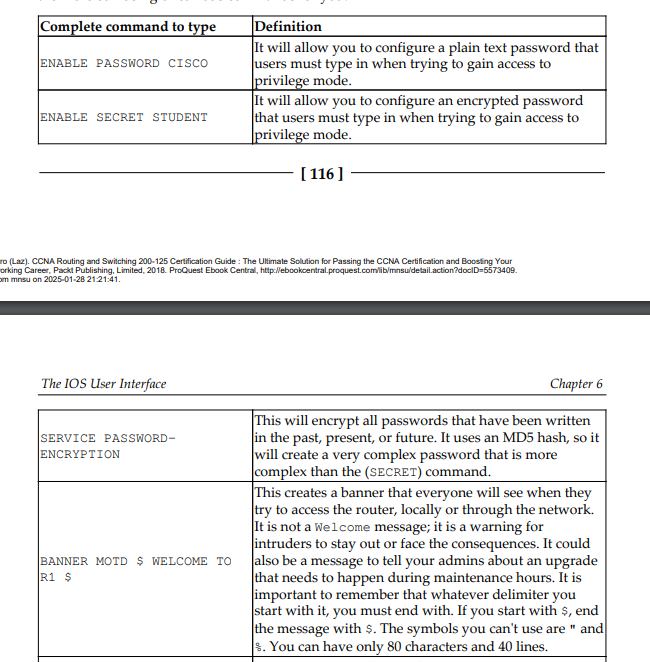 Complete command to type Definition
ENABLE PASSWORD CISCO
It will allow you to configure a plain text password that
users must type in when trying to gain access to
privilege mode.
ENABLE SECRET STUDENT
It will allow you to configure an encrypted password
that users must type in when trying to gain access to
privilege mode.
[ 116 ]
ro (Laz). CCNA Routing and Switching 200-125 Certification Guide : The Ultimate Solution for Passing the CCNA Certification and Boosting Your
orking Career, Packt Publishing, Limited, 2018. ProQuest Ebook Central, http://ebookcentral.proquest.com/lib/mnsu/detail.action?docID=5573409.
om mnsu on 2025-01-28 21:21:41.
The IOS User Interface Chapter 6
SERVICE PASSWORD-
ENCRYPTION
This will encrypt all passwords that have been written
in the past, present, or future. It uses an MD5 hash, so it
will create a very complex password that is more
complex than the (SECRET) command.
BANNER MOTD $ WELCOME TO
R1 $
This creates a banner that everyone will see when they
try to access the router, locally or through the network.
It is not a Welcome message; it is a warning for
intruders to stay out or face the consequences. It could
also be a message to tell your admins about an upgrade
that needs to happen during maintenance hours. It is
important to remember that whatever delimiter you
start with it, you must end with. If you start with $, end
the message with $. The symbols you can't use are " and
%. You can have only 80 characters and 40 lines.